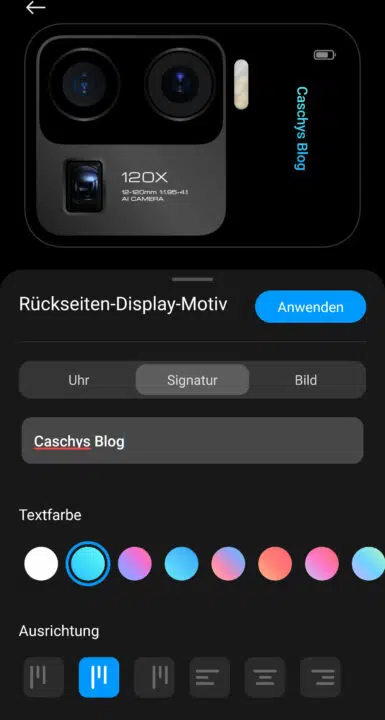 120X
12-120mm 1:1.95-4.1
AI CAMERA
Caschys Blog
Rückseiten-Display-Motiv
Anwenden
Uhr
Signatur
Bild
Caschys Blog
Textfarbe
Ausrichtung